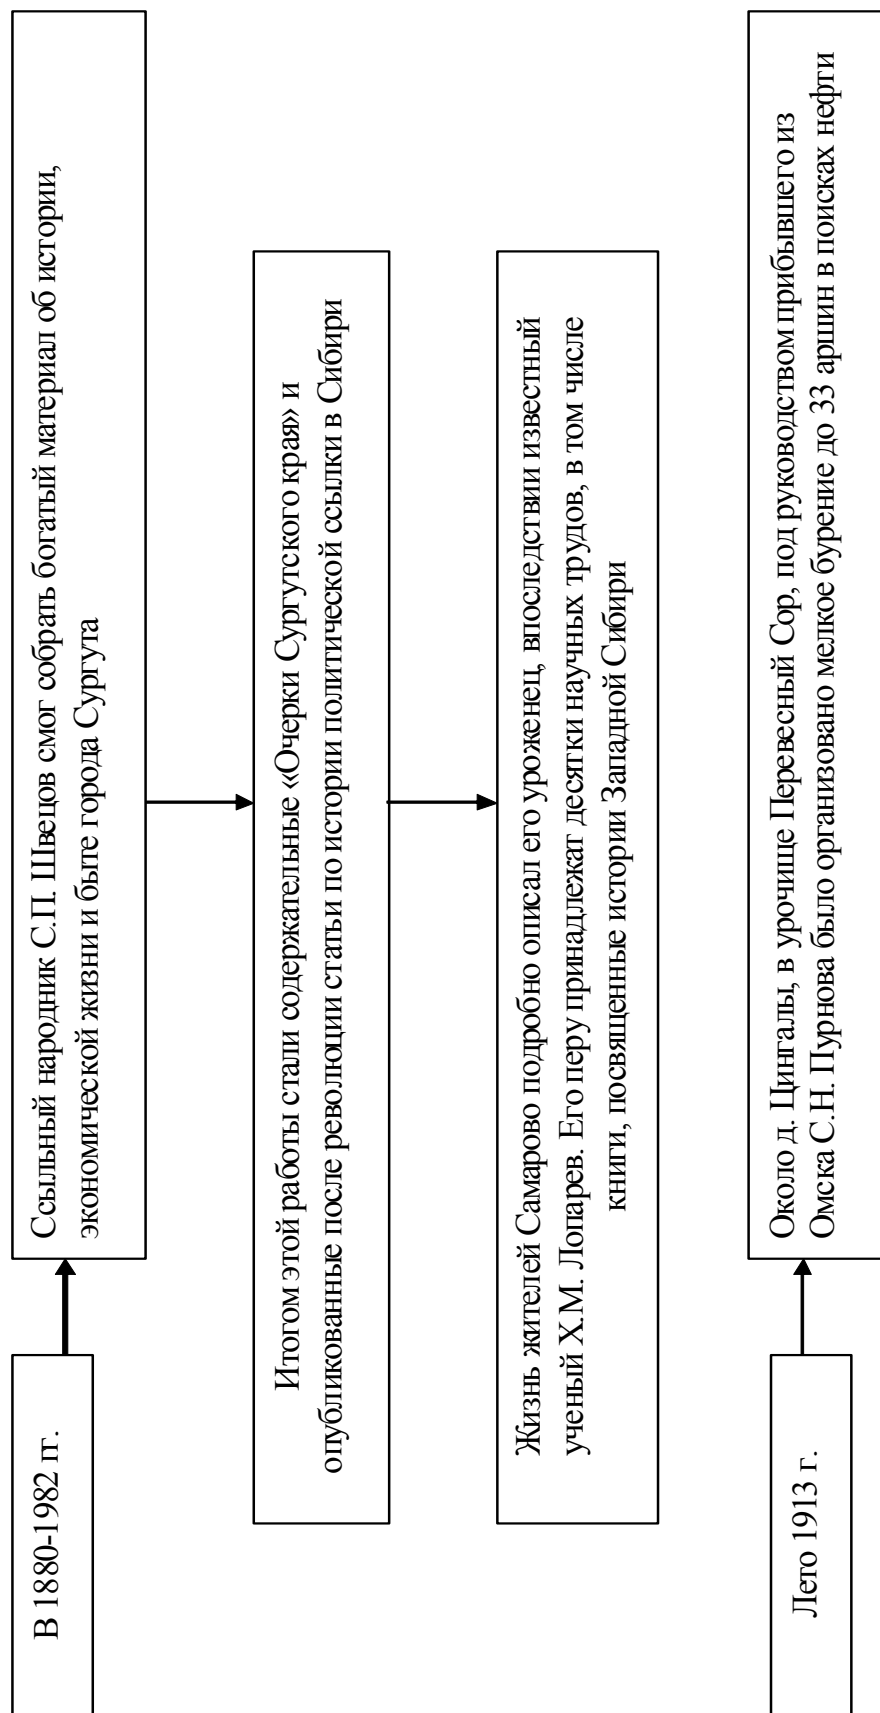 В 1880-1982 гг.
Ссыльный народник С.П. Швецов смог собрать богатый материал об истории,
экономической жизни и быте города Сургута
Итогом этой работы стали содержательные «Очерки Сургутского края» и
опубликованные после революции статьи по истории политической ссылки в Сибири
Жизнь жителей Самарово подробно описал его уроженец, впоследствии известный
ученый Х.М. Лопарев. Его перу принадлежат десятки научных трудов, в том числе
книги, посвященные истории Западной Сибири
Лето 1913 г.
Около д. Цингалы, в урочище Перевесный Сор, под руководством прибывшего из
Омска С.Н. Пурнова было организовано мелкое бурение до 33 аршин в поисках нефти